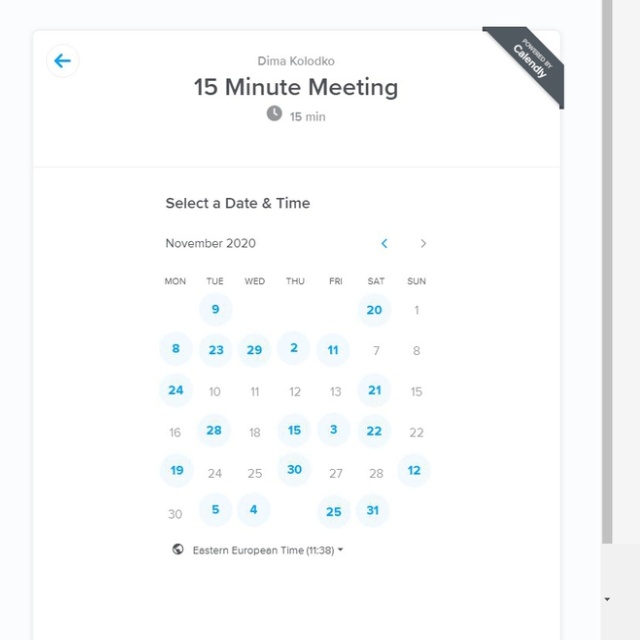 POWERED BY
Calendly
Dima Kolodko
15 Minute Meeting
15 min
Select a Date & Time
November 2020
MON TUE WED THU FRI SAT SUN
9 20 1
8 23 29 2 11 7 8
24 10 11 12 13 21 15
16 28 18 15 3 22 22
19 24 25 30 27 28 12
30 5 4 25 31
Eastern European Time (11:38)